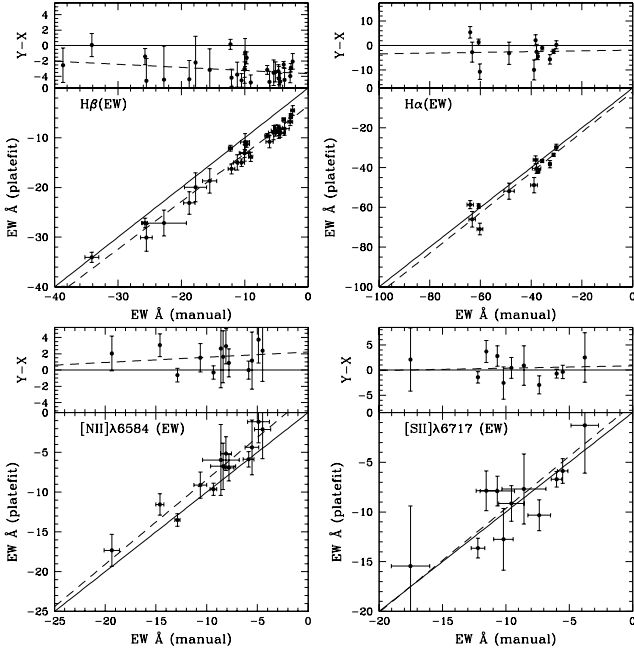 Y-X
4
2
0
-2
-4
Hβ(EW)
EW Å (platefit)
-10
-20
-30
-40
-40 -30 -20 -10 0
EW Å (manual)
Y-X
10
0
-10
Hα(EW)
EW Å (platefit)
-20
-40
-60
-80
-100
-100 -80 -60 -40 -20 0
EW Å (manual)
Y-X
4
2
0
-2
-4
[NII]λ6584 (EW)
EW Å (platefit)
-5
-10
-15
-20
-25
-25 -20 -15 -10 -5 0
EW Å (manual)
Y-X
5
0
-5
[SII]λ6717 (EW)
EW Å (platefit)
-5
-10
-15
-20
-20 -15 -10 -5 0
EW Å (manual)